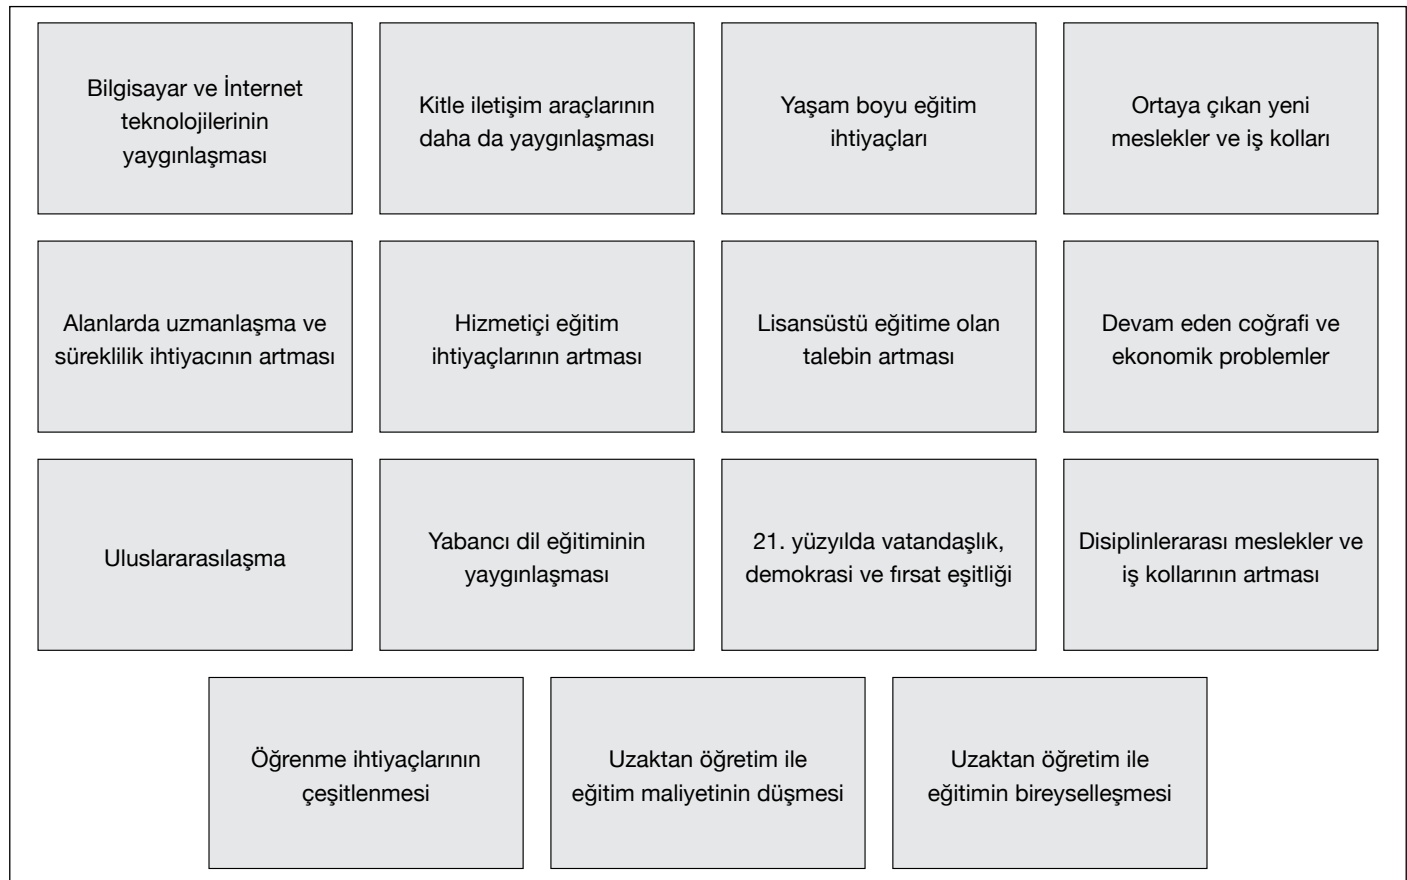 Bilgisayar ve İnternet
teknolojilerinin
yaygınlaşması
Kitle iletişim araçlarının
daha da yaygınlaşması
Yaşam boyu eğitim
ihtiyaçları
Ortaya çıkan yeni
meslekler ve iş kolları
Alanlarda uzmanlaşma ve
süreklilik ihtiyacının artması
Hizmetiçi eğitim
ihtiyaçlarının artması
Lisansüstü eğitime olan
talebin artması
Devam eden coğrafi ve
ekonomik problemler
Uluslararasılaşma
Yabancı dil eğitiminin
yaygınlaşması
21. yüzyılda vatandaşlık,
demokrasi ve fırsat eşitliği
Disiplinlerarası meslekler ve
iş kollarının artması
Öğrenme ihtiyaçlarının
çeşitlenmesi
Uzaktan öğretim ile
eğitim maliyetinin düşmesi
Uzaktan öğretim ile
eğitimin bireyselleşmesi